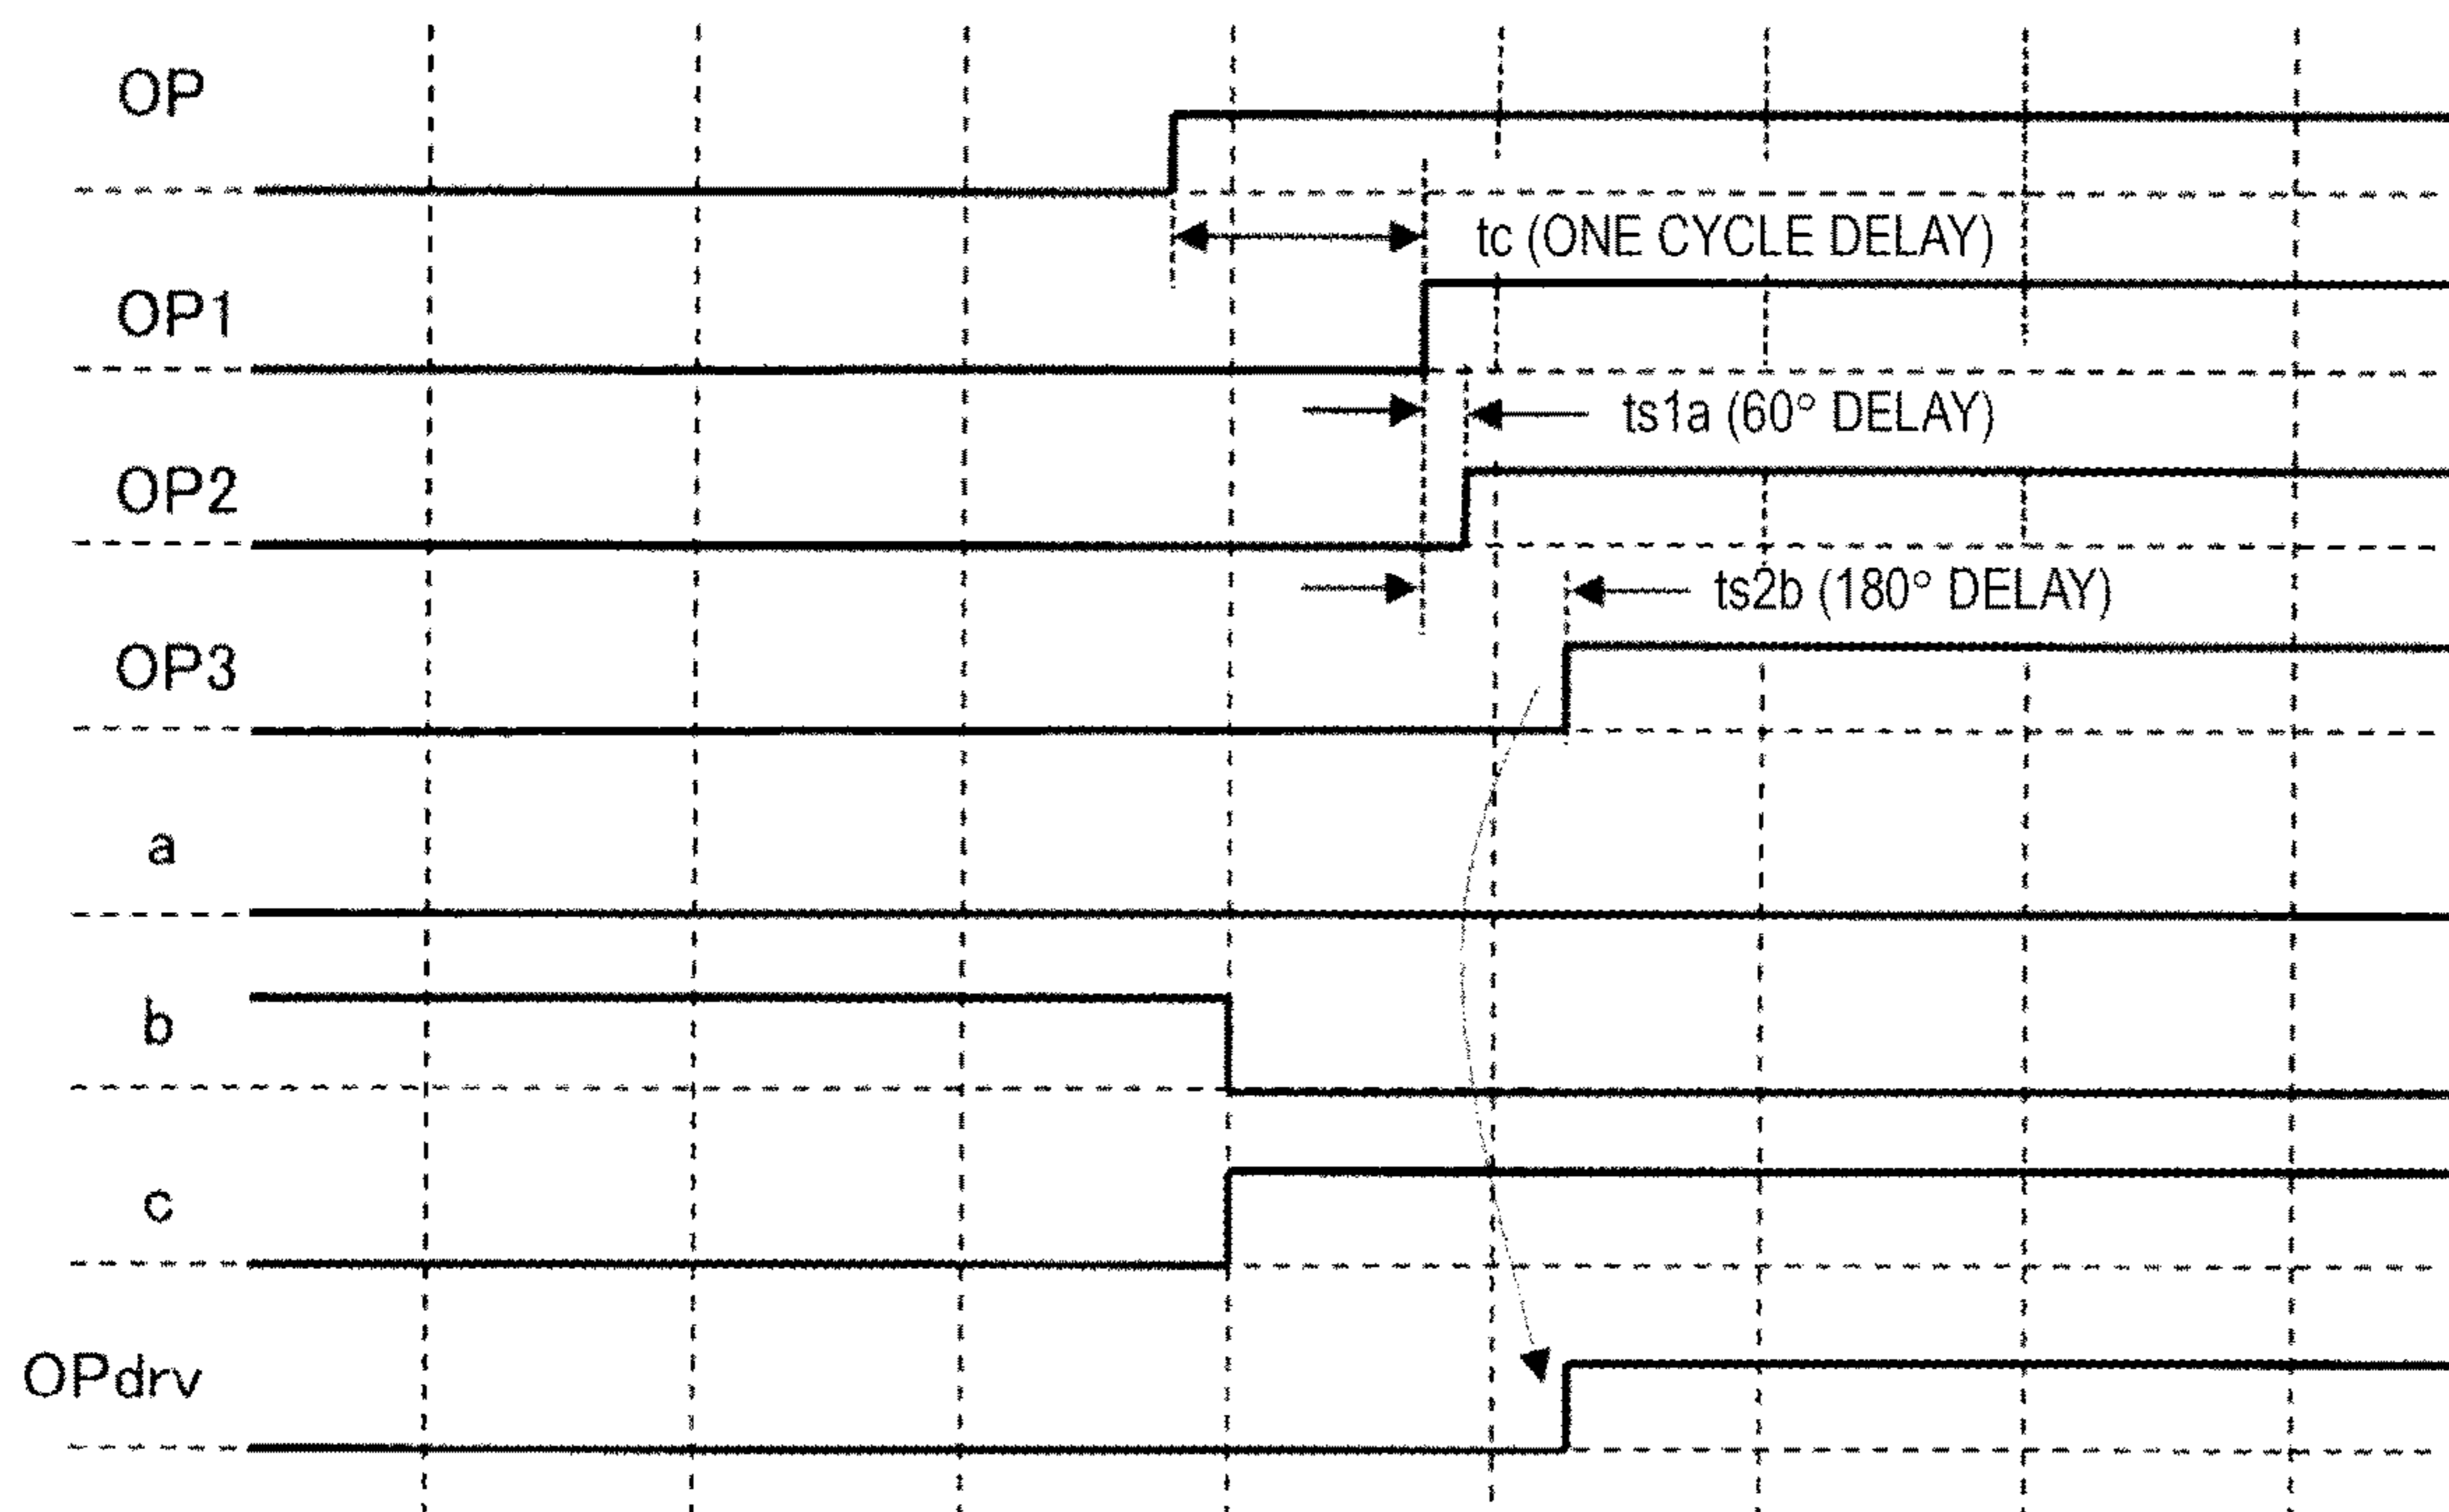 OP
tc (ONE CYCLE DELAY)
OP1
ts1a (60° DELAY)
OP2
ts2b (180° DELAY)
OP3
a
b
c
OPdrv